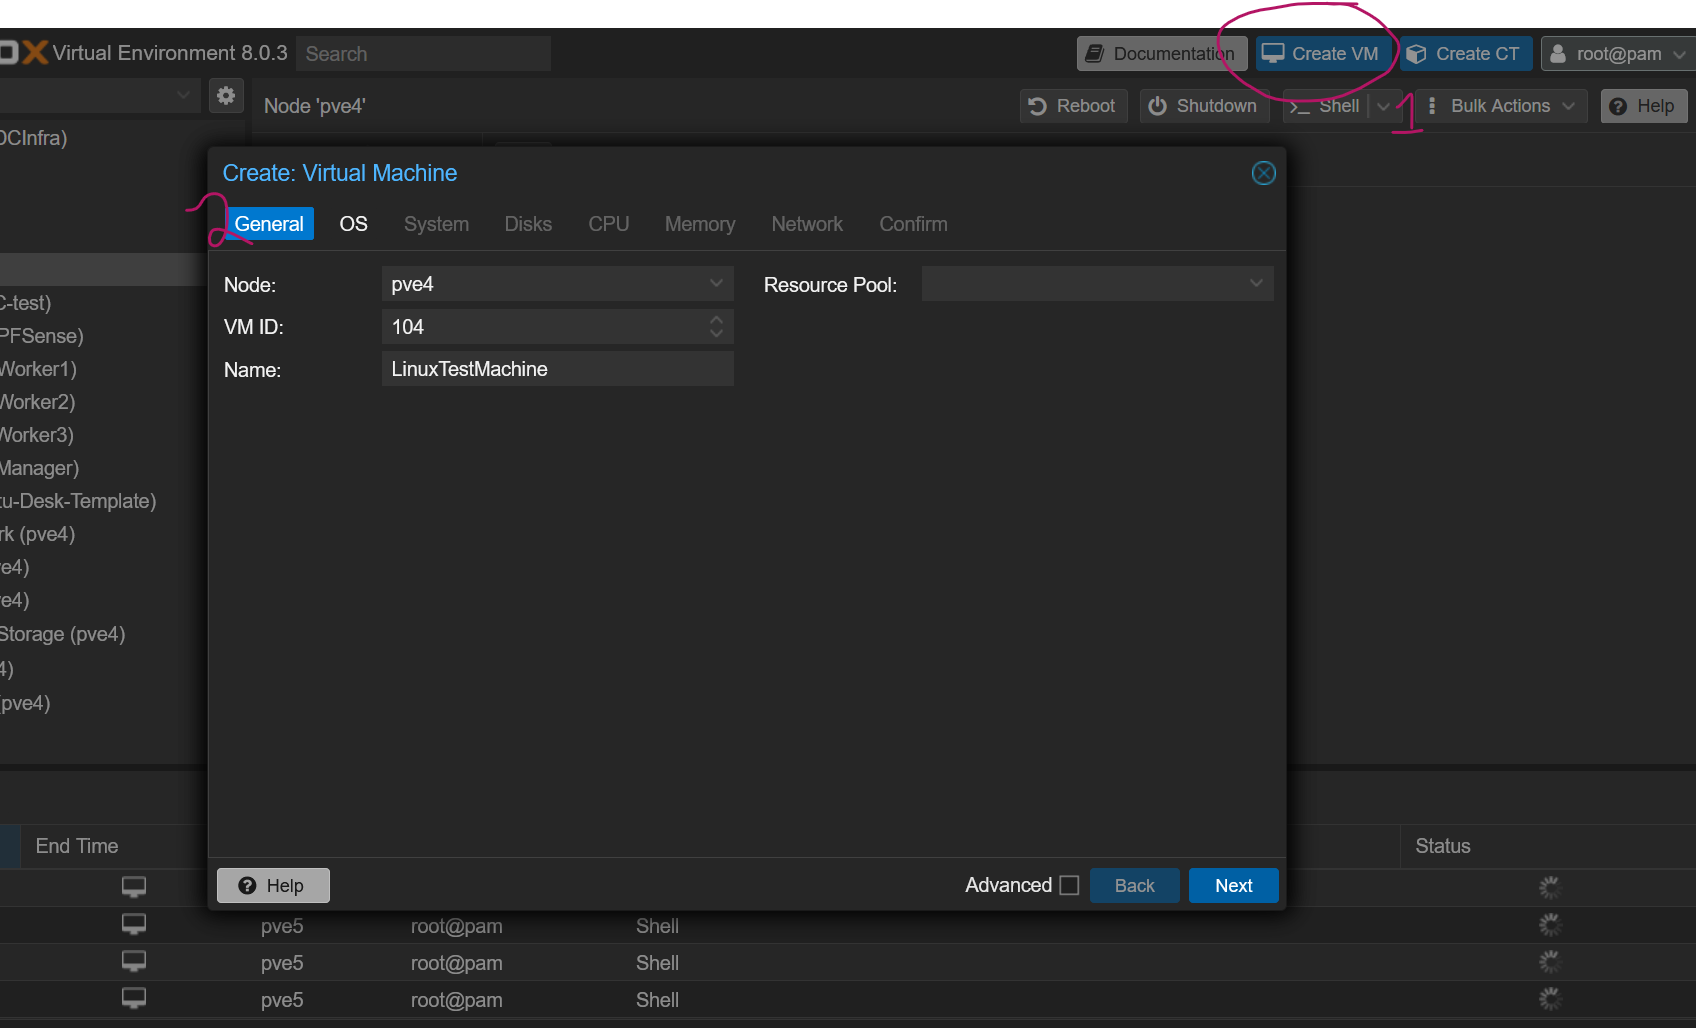 OX Virtual Environment 8.0.3 Search Documentation Create VM Create CT root@pam
Node 'pve4' Reboot Shutdown >_ Shell 1 Bulk Actions Help
DCInfra)
Create: Virtual Machine
2 General OS System Disks CPU Memory Network Confirm
Node: pve4 Resource Pool:
C-test)
VM ID: 104
PFSense)
Name: LinuxTestMachine
Worker1)
Worker2)
Worker3)
Manager)
tu-Desk-Template)
rk (pve4)
e4)
e4)
Storage (pve4)
4)
(pve4)
End Time Status
Help Advanced Back Next
pve5 root@pam Shell
pve5 root@pam Shell
pve5 root@pam Shell